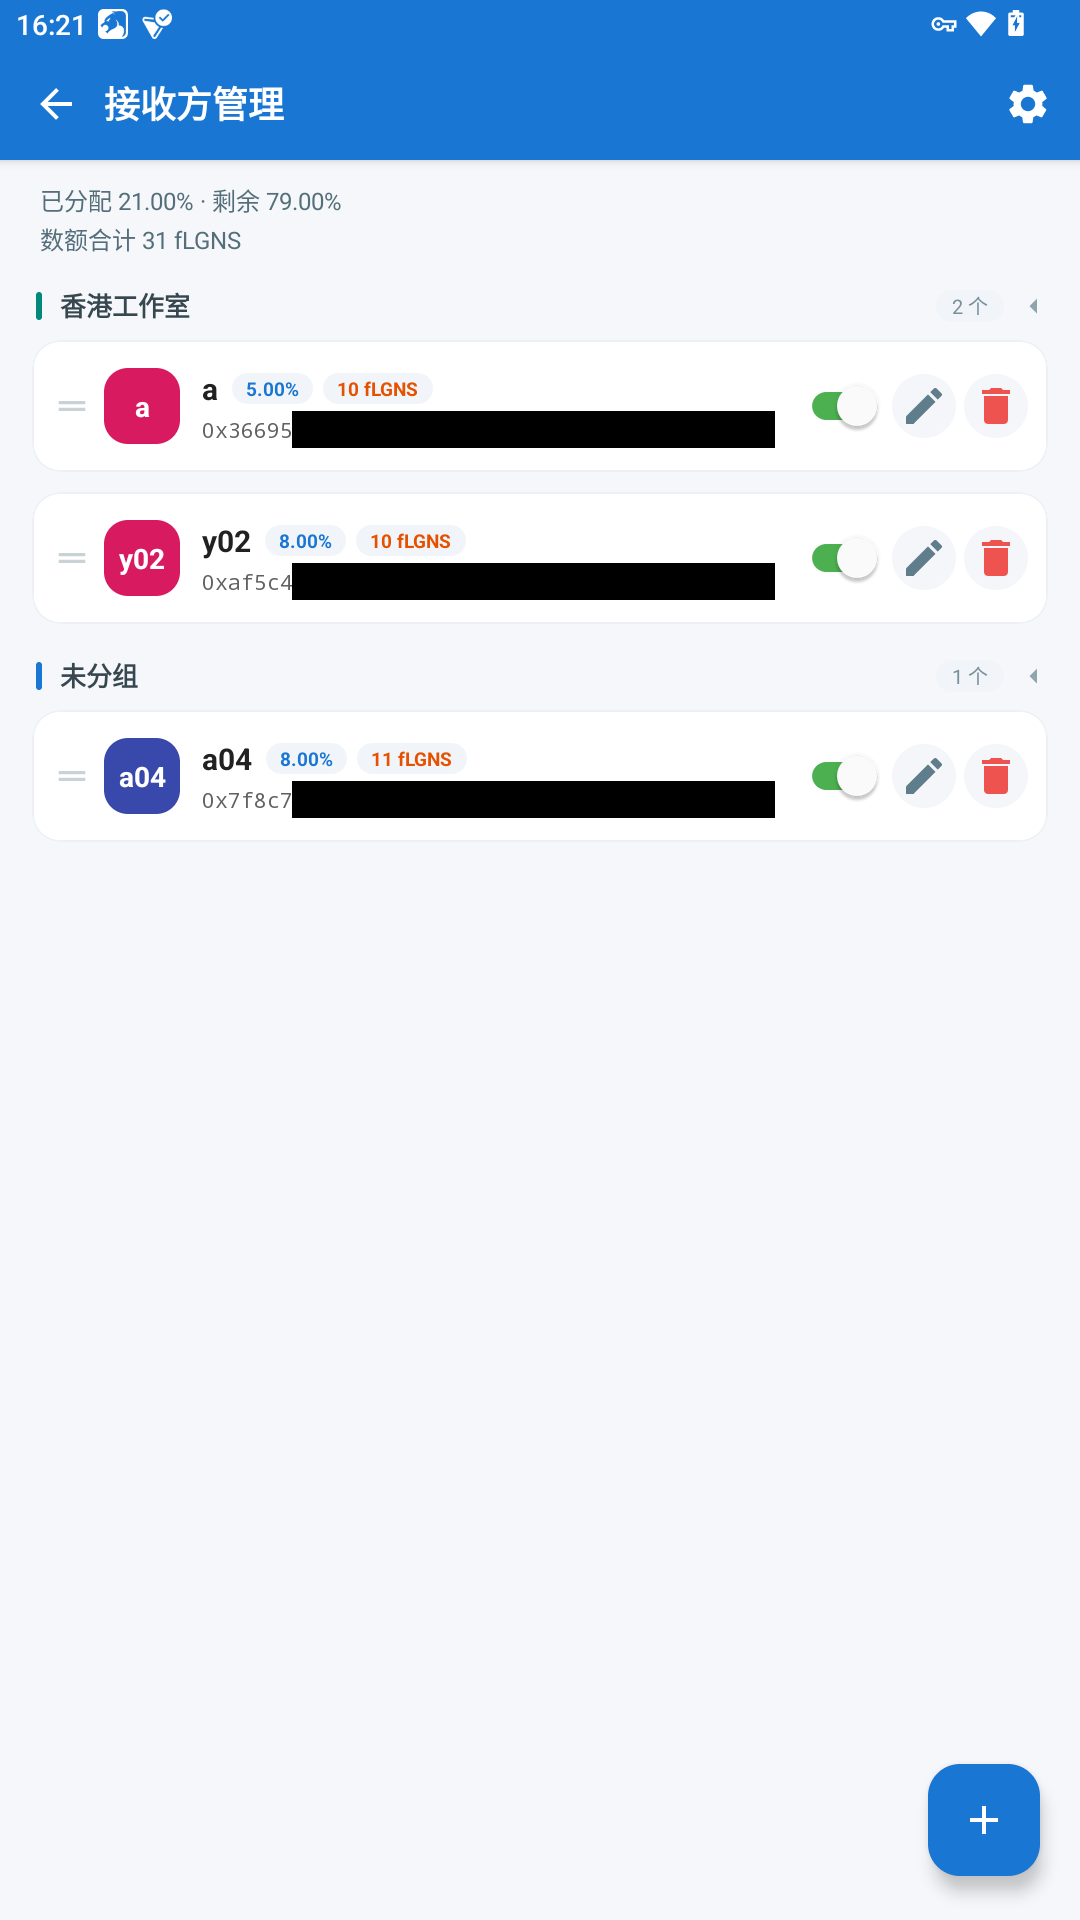 16:21
接收方管理
已分配 21.00% · 剩余 79.00%
数额合计 31 fLGNS
香港工作室 2 个
a a 5.00% 10 fLGNS
0x36695
y02 y02 8.00% 10 fLGNS
0xaf5c4
未分组 1 个
a04 a04 8.00% 11 fLGNS
0x7f8c7